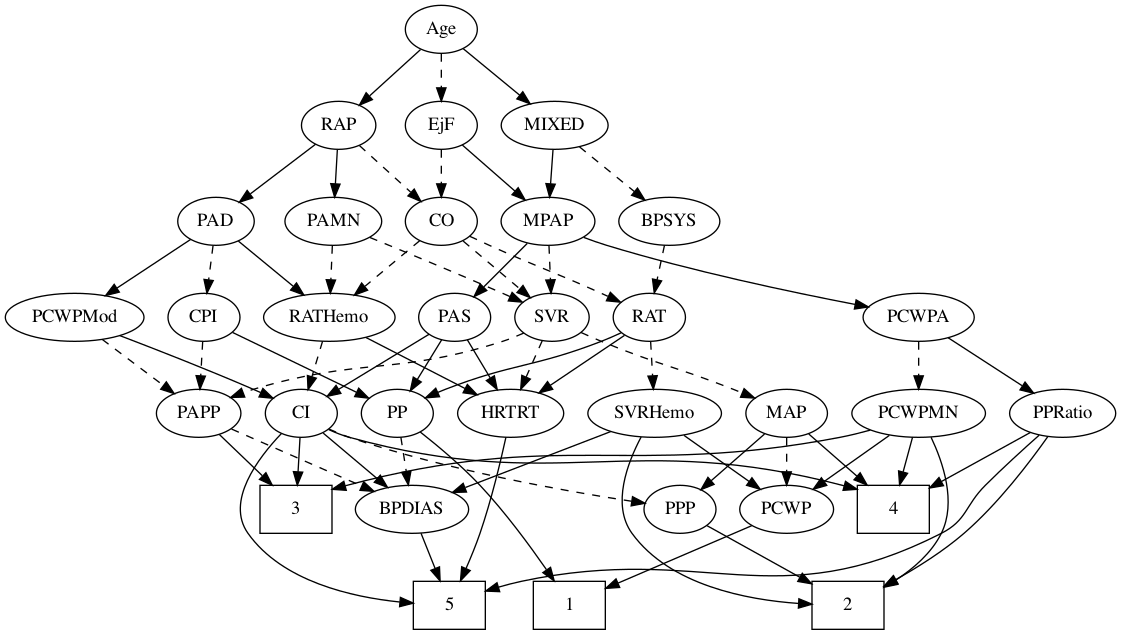 Age
RAP
EjF
MIXED
PAD
PAMN
CO
MPAP
BPSYS
PCWPMod
CPI
RATHemo
PAS
SVR
RAT
PCWPA
PAPP
CI
PP
HRTRT
SVRHemo
MAP
PCWPMN
PPRatio
3
BPDIAS
PPP
PCWP
4
5
1
2